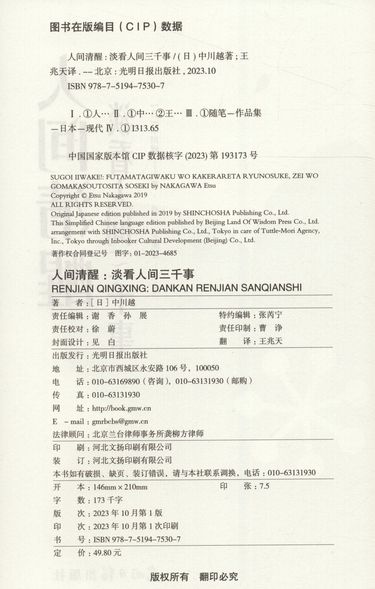 图书在版编目（CIP）数据
人间清醒：淡看人间三千事/（日）中川越著；王
兆天译. -- 北京：光明日报出版社，2023.10
ISBN 978-7-5194-7530-7
Ⅰ. ①人… Ⅱ. ①中… ②王… Ⅲ. ①随笔－作品集
－日本－现代 Ⅳ. ①I313.65
中国国家版本馆 CIP 数据核字 (2023) 第 193173 号
SUGOI IIWAKE! FUTAMATAGIWAKU WO KAKERARETA RYUNOSUKE, ZEI WO
GOMAKASOUTOSITA SOSEKI by NAKAGAWA Etsu
Copyright © Etsu Nakagawa 2019
ALL RIGHTS RESERVED.
Original Japanese edition published in 2019 by SHINCHOSHA Publishing Co., Ltd.
This Simplified Chinese language edition published by Beijing Land Of Wisdom Press Co., Ltd.
arrangement with SHINCHOSHA Publishing Co., Ltd., Tokyo in care of Tuttle-Mori Agency,
Inc., Tokyo through Inbooker Cultural Development (Beijing) Co., Ltd.
著作权合同登记号 图字：01-2023-4685
人间清醒：淡看人间三千事
RENJIAN QINGXING: DANKAN RENJIAN SANQIANSHI
著 者：[日] 中川越
责任编辑：谢 香 孙 展 特约编辑：张芮宁
责任校对：徐 蔚 责任印制：曹 诤
封面设计：见 白 翻 译：王兆天
出版发行：光明日报出版社
地 址：北京市西城区永安路 106 号，100050
电 话：010-63169890（咨询），010-63131930（邮购）
传 真：010-63131930
网 址：http://book.gmw.cn
E - mail：gmrbcbs@gmw.cn
法律顾问：北京兰台律师事务所龚柳方律师
印 刷：河北文扬印刷有限公司
装 订：河北文扬印刷有限公司
本书如有破损、缺页、装订错误，请与本社联系调换，电话：010-63131930
开 本：146mm×210mm 印 张：7.5
字 数：173 千字
版 次：2023 年 10 月第 1 版
印 次：2023 年 10 月第 1 次印刷
书 号：ISBN 978-7-5194-7530-7
定 价：49.80 元
版权所有 翻印必究